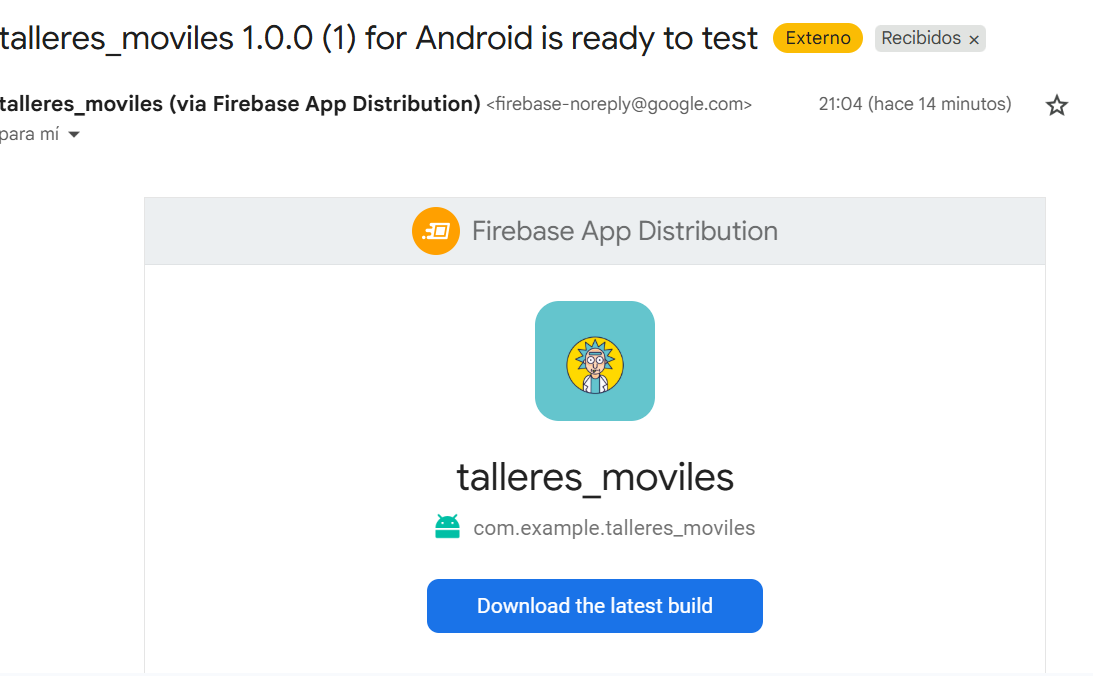 talleres_moviles 1.0.0 (1) for Android is ready to test Externo Recibidos ×
talleres_moviles (via Firebase App Distribution) <firebase-noreply@google.com> 21:04 (hace 14 minutos)
para mí
Firebase App Distribution
talleres_moviles
com.example.talleres_moviles
Download the latest build